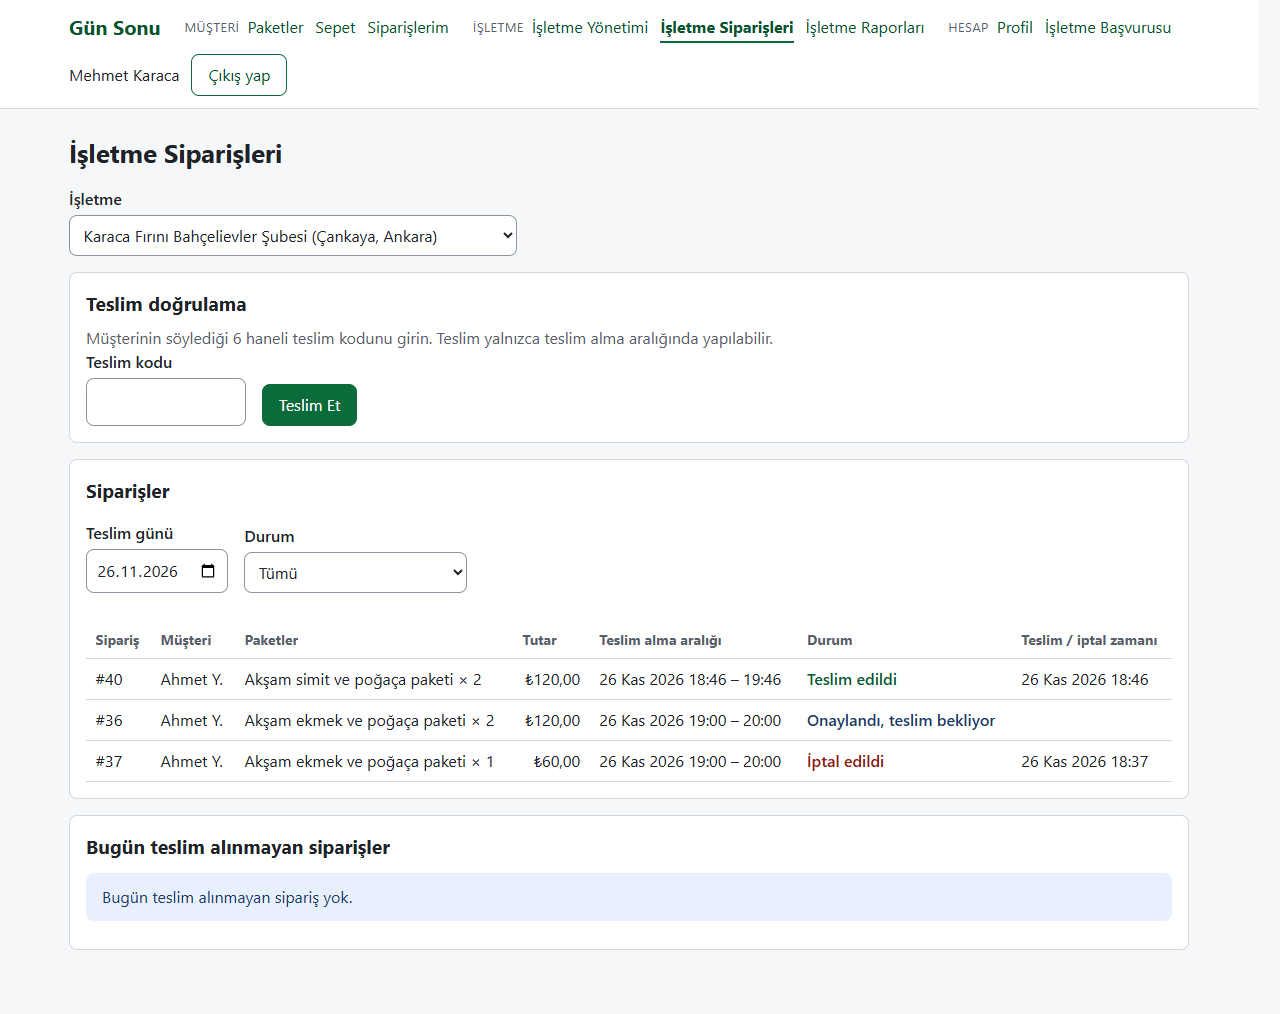 Gün Sonu MÜŞTERİ Paketler Sepet Siparişlerim İŞLETME İşletme Yönetimi İşletme Siparişleri İşletme Raporları HESAP Profil İşletme Başvurusu
Mehmet Karaca Çıkış yap
İşletme Siparişleri
İşletme
Karaca Fırını Bahçelievler Şubesi (Çankaya, Ankara)
Teslim doğrulama
Müşterinin söylediği 6 haneli teslim kodunu girin. Teslim yalnızca teslim alma aralığında yapılabilir.
Teslim kodu
Teslim Et
Siparişler
Teslim günü Durum
26.11.2026 Tümü
Sipariş Müşteri Paketler Tutar Teslim alma aralığı Durum Teslim / iptal zamanı
#40 Ahmet Y. Akşam simit ve poğaça paketi × 2 ₺120,00 26 Kas 2026 18:46 – 19:46 Teslim edildi 26 Kas 2026 18:46
#36 Ahmet Y. Akşam ekmek ve poğaça paketi × 2 ₺120,00 26 Kas 2026 19:00 – 20:00 Onaylandı, teslim bekliyor
#37 Ahmet Y. Akşam ekmek ve poğaça paketi × 1 ₺60,00 26 Kas 2026 19:00 – 20:00 İptal edildi 26 Kas 2026 18:37
Bugün teslim alınmayan siparişler
Bugün teslim alınmayan sipariş yok.